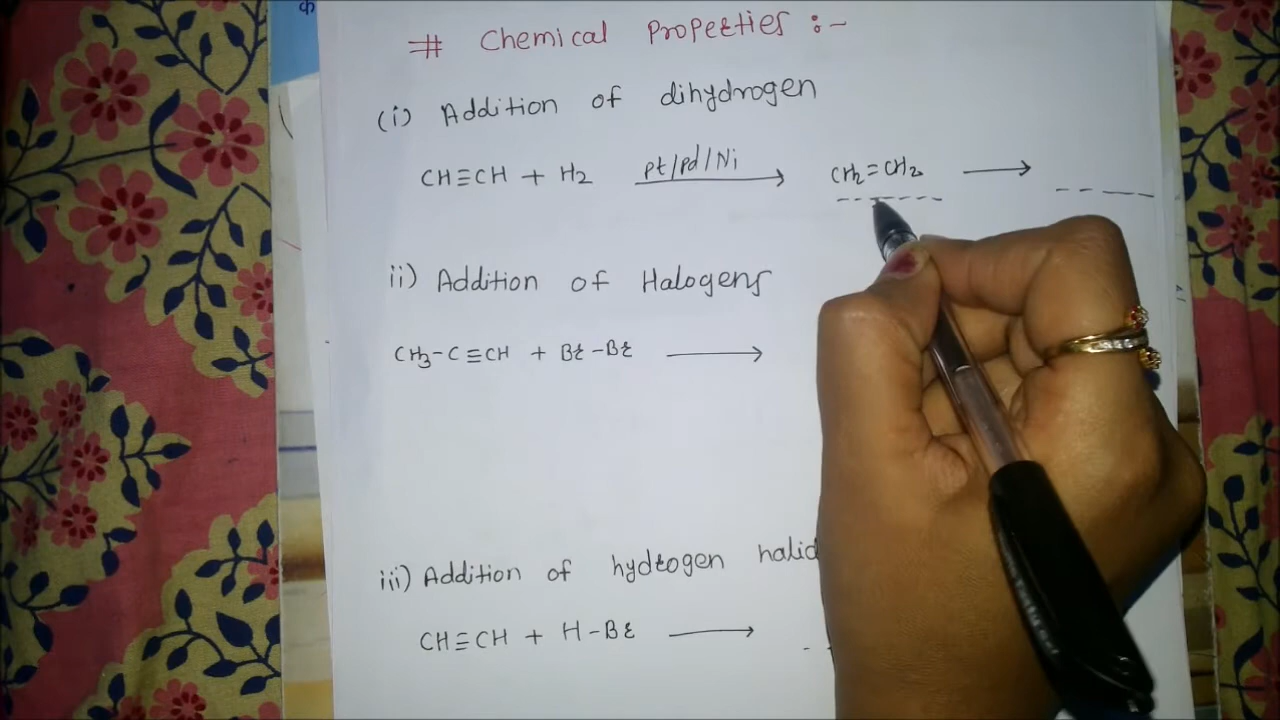 क
# Chemical Properties :-
(i) Addition of dihydrogen
CH≡CH + H2 pt/pd/Ni → CH2=CH2 → -----
ii) Addition of Halogens
CH3-C≡CH + Br-Br →
iii) Addition of hydrogen halid
CH≡CH + H-Br →